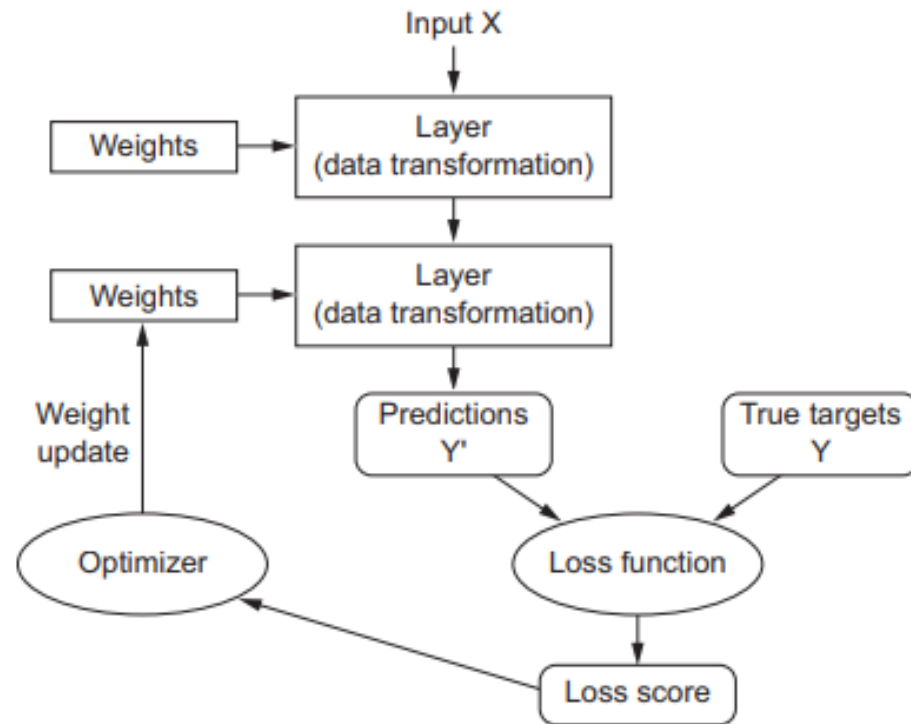 Input X
Weights
Layer
(data transformation)
Weights
Layer
(data transformation)
Weight
update
Predictions
Y'
True targets
Y
Optimizer
Loss function
Loss score